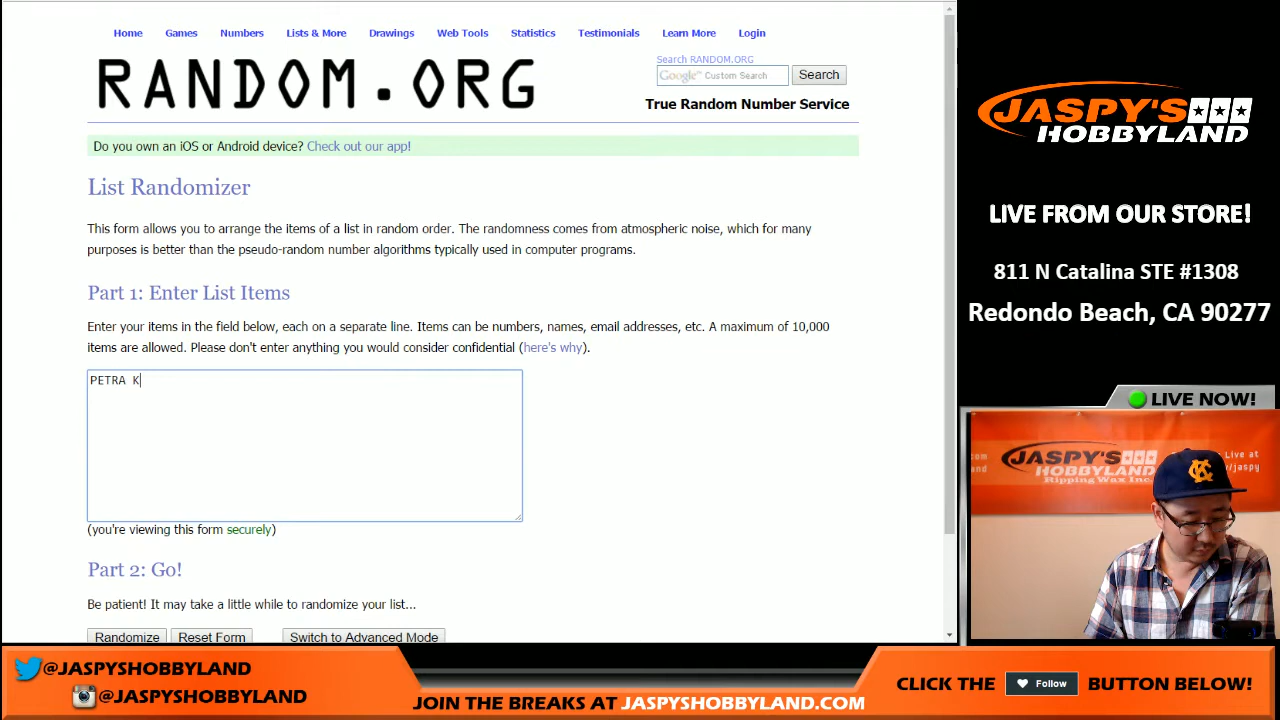 Home Games Numbers Lists & More Drawings Web Tools Statistics Testimonials Learn More Login
RANDOM.ORG
Search RANDOM.ORG
Google™ Custom Search Search
True Random Number Service
Do you own an iOS or Android device? Check out our app!
List Randomizer
This form allows you to arrange the items of a list in random order. The randomness comes from atmospheric noise, which for many
purposes is better than the pseudo-random number algorithms typically used in computer programs.
Part 1: Enter List Items
Enter your items in the field below, each on a separate line. Items can be numbers, names, email addresses, etc. A maximum of 10,000
items are allowed. Please don't enter anything you would consider confidential (here's why).
PETRA K
(you're viewing this form securely)
Part 2: Go!
Be patient! It may take a little while to randomize your list...
Randomize Reset Form Switch to Advanced Mode
JASPY'S
HOBBYLAND
LIVE FROM OUR STORE!
811 N Catalina STE #1308
Redondo Beach, CA 90277
LIVE NOW!
JASPY'S
HOBBYLAND
Ripping Wax Inc.
.com
Live at
/jaspy
@JASPYSHOBBYLAND
@JASPYSHOBBYLAND
JOIN THE BREAKS AT JASPYSHOBBYLAND.COM
CLICK THE Follow BUTTON BELOW!